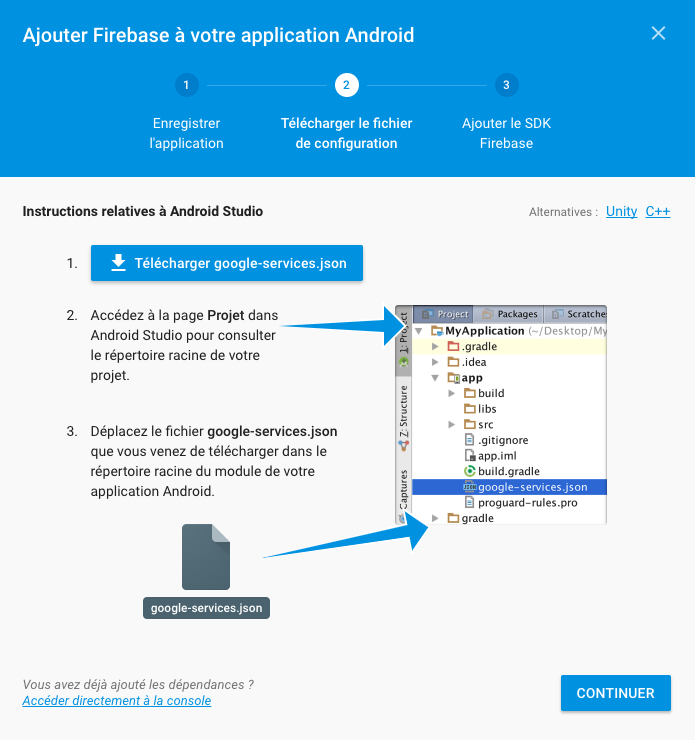 Ajouter Firebase à votre application Android
1
2
3
Enregistrer
l'application
Télécharger le fichier
de configuration
Ajouter le SDK
Firebase
Instructions relatives à Android Studio
Alternatives : Unity C++
1. Télécharger google-services.json
2. Accédez à la page Projet dans
Android Studio pour consulter
le répertoire racine de votre
projet.
3. Déplacez le fichier google-services.json
que vous venez de télécharger dans le
répertoire racine du module de votre
application Android.
google-services.json
Project Packages Scratches
1: Project
Z: Structure
Captures
MyApplication (~/Desktop/My
.gradle
.idea
app
build
libs
src
.gitignore
app.iml
build.gradle
google-services.json
proguard-rules.pro
gradle
Vous avez déjà ajouté les dépendances ?
Accéder directement à la console
CONTINUER